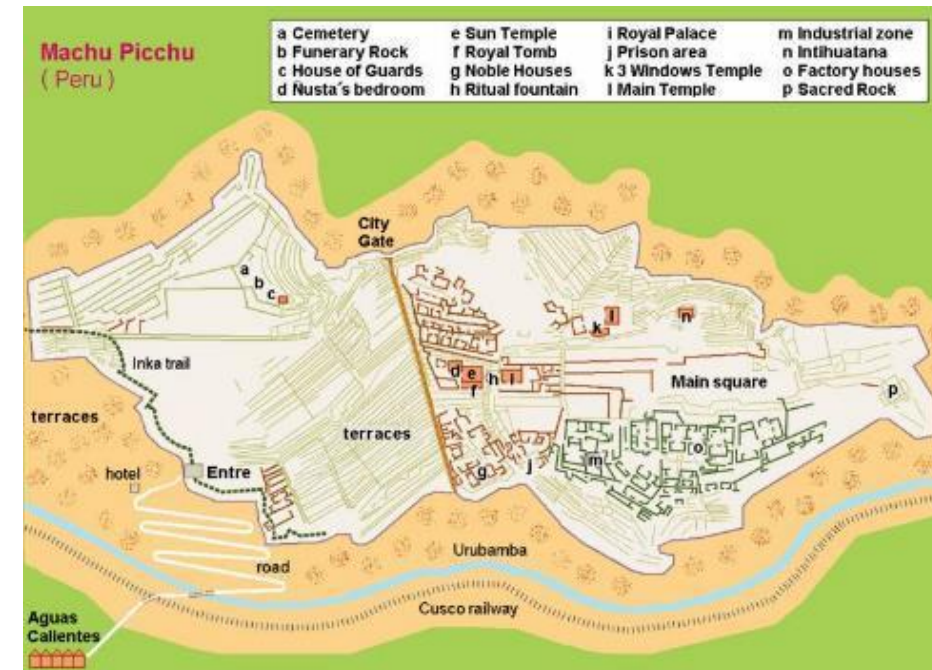 Machu Picchu
( Peru )
a Cemetery
b Funerary Rock
c House of Guards
d Ñusta´s bedroom
e Sun Temple
f Royal Tomb
g Noble Houses
h Ritual fountain
i Royal Palace
j Prison area
k 3 Windows Temple
l Main Temple
m Industrial zone
n Intihuatana
o Factory houses
p Sacred Rock
City
Gate
a
b
c
l
k
n
Inka trail
d
e
h
i
f
Main square
p
terraces
terraces
hotel
Entre
g
j
m
o
road
Urubamba
Cusco railway
Aguas
Calientes